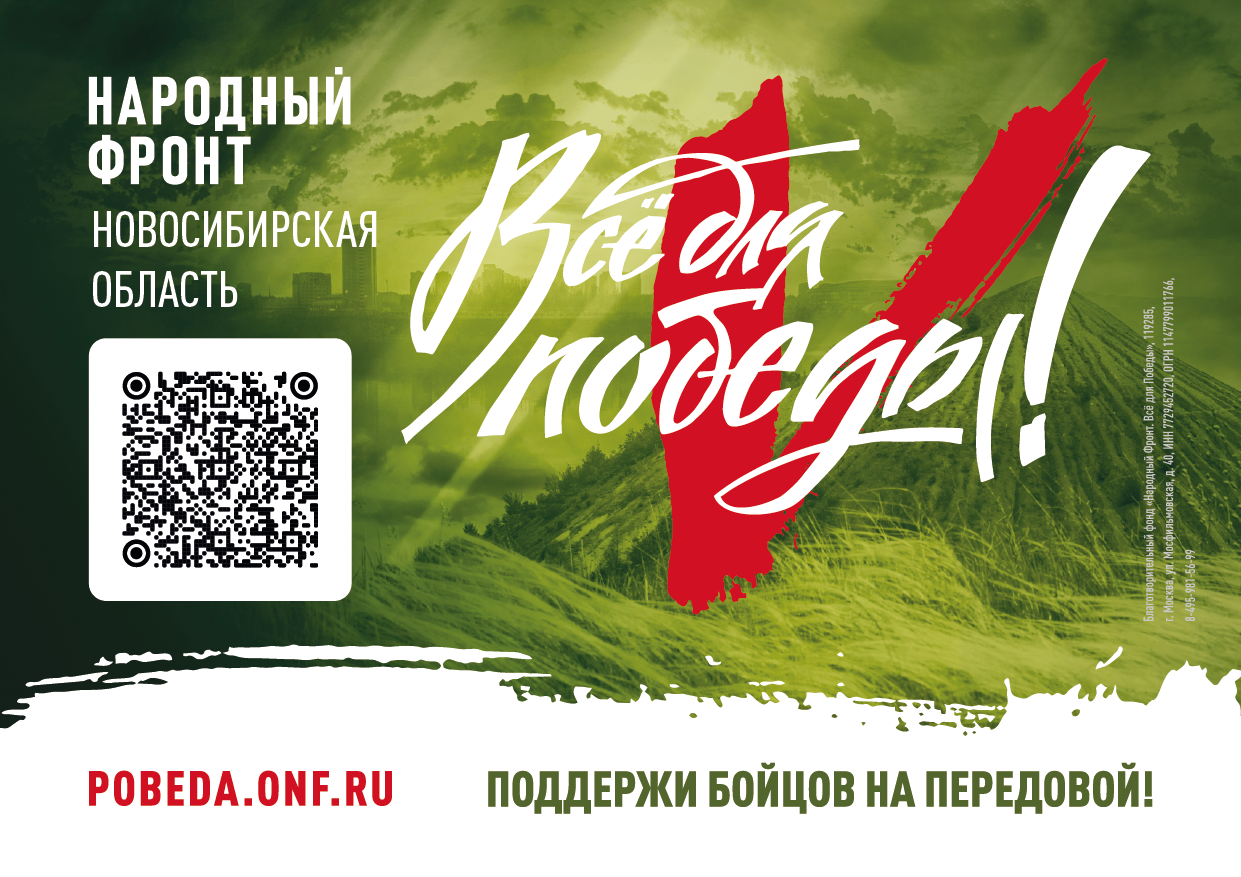 НАРОДНЫЙ
ФРОНТ
НОВОСИБИРСКАЯ
ОБЛАСТЬ
Всё для
победы!
Благотворительный фонд «Народный Фронт. Всё для Победы», 119285,
г. Москва, ул. Мосфильмовская, д. 40, ИНН 7729452720, ОГРН 1147799011766,
8-495-981-56-99
POBEDA.ONF.RU
ПОДДЕРЖИ БОЙЦОВ НА ПЕРЕДОВОЙ!